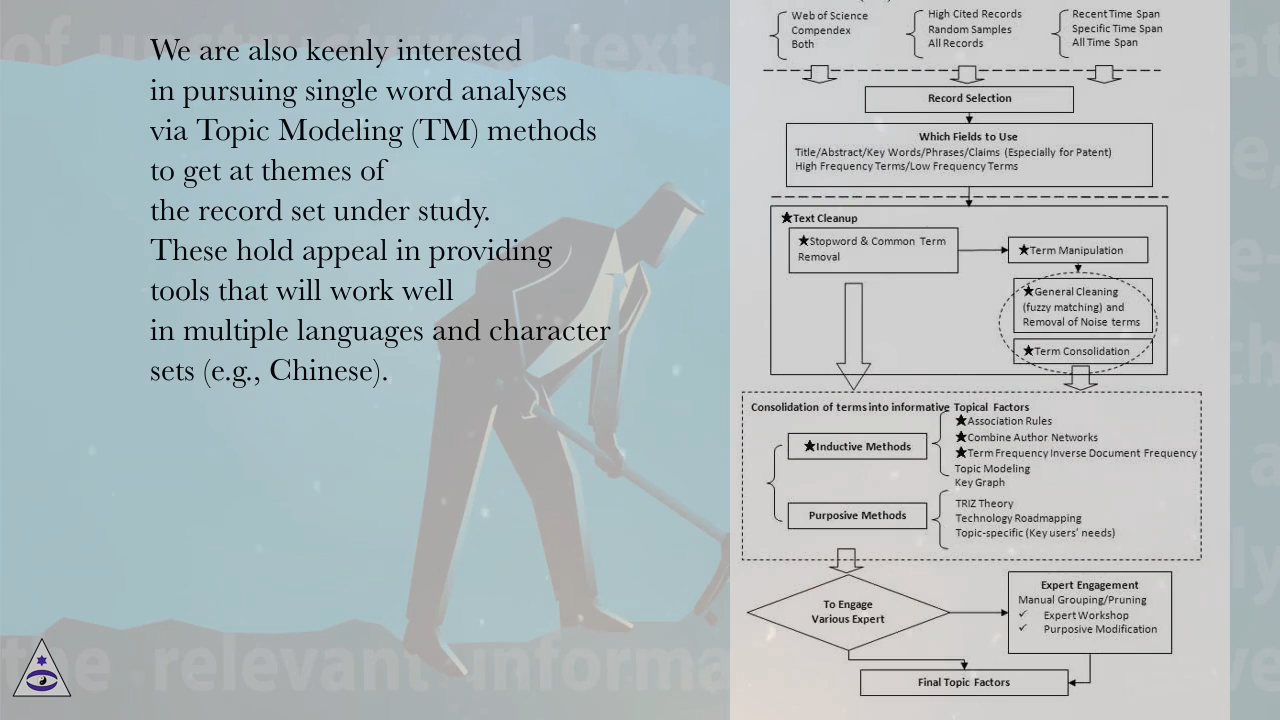 of unstructured text.
We are also keenly interested
in pursuing single word analyses
via Topic Modeling (TM) methods
to get at themes of
the record set under study.
These hold appeal in providing
tools that will work well
in multiple languages and character
sets (e.g., Chinese).
the relevant informa
Web of Science
Compendex
Both
High Cited Records
Random Samples
All Records
Recent Time Span
Specific Time Span
All Time Span
Record Selection
Which Fields to Use
Title/Abstract/Key Words/Phrases/Claims (Especially for Patent)
High Frequency Terms/Low Frequency Terms
★Text Cleanup
★Stopword & Common Term
Removal
★Term Manipulation
★General Cleaning
(fuzzy matching) and
Removal of Noise terms
★Term Consolidation
Consolidation of terms into informative Topical Factors
★Inductive Methods
★Association Rules
★Combine Author Networks
★Term Frequency Inverse Document Frequency
Topic Modeling
Key Graph
Purposive Methods
TRIZ Theory
Technology Roadmapping
Topic-specific (Key users' needs)
To Engage
Various Expert
Expert Engagement
Manual Grouping/Pruning
✓ Expert Workshop
✓ Purposive Modification
Final Topic Factors